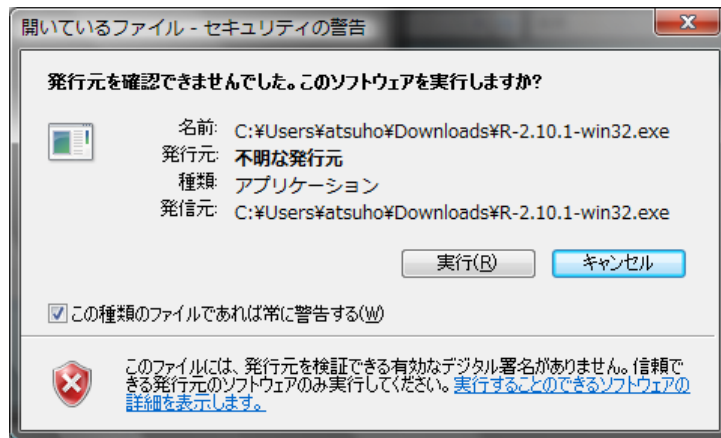 開いているファイル - セキュリティの警告
発行元を確認できませんでした。このソフトウェアを実行しますか?
名前: C:¥Users¥atsuho¥Downloads¥R-2.10.1-win32.exe
発行元: 不明な発行元
種類: アプリケーション
発信元: C:¥Users¥atsuho¥Downloads¥R-2.10.1-win32.exe
実行(R) キャンセル
この種類のファイルであれば常に警告する(W)
このファイルには、発行元を検証できる有効なデジタル署名がありません。信頼で
きる発行元のソフトウェアのみ実行してください。実行することのできるソフトウェアの
詳細を表示します。